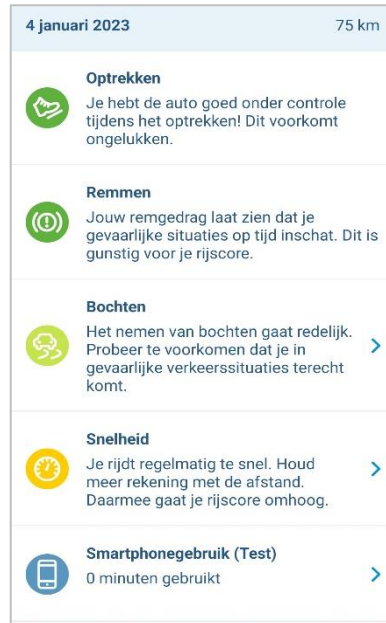 4 januari 2023 75 km
Optrekken
Je hebt de auto goed onder controle
tijdens het optrekken! Dit voorkomt
ongelukken.
Remmen
Jouw remgedrag laat zien dat je
gevaarlijke situaties op tijd inschat. Dit is
gunstig voor je rijscore.
Bochten
Het nemen van bochten gaat redelijk.
Probeer te voorkomen dat je in
gevaarlijke verkeerssituaties terecht
komt.
Snelheid
Je rijdt regelmatig te snel. Houd
meer rekening met de afstand.
Daarmee gaat je rijscore omhoog.
Smartphonegebruik (Test)
0 minuten gebruikt